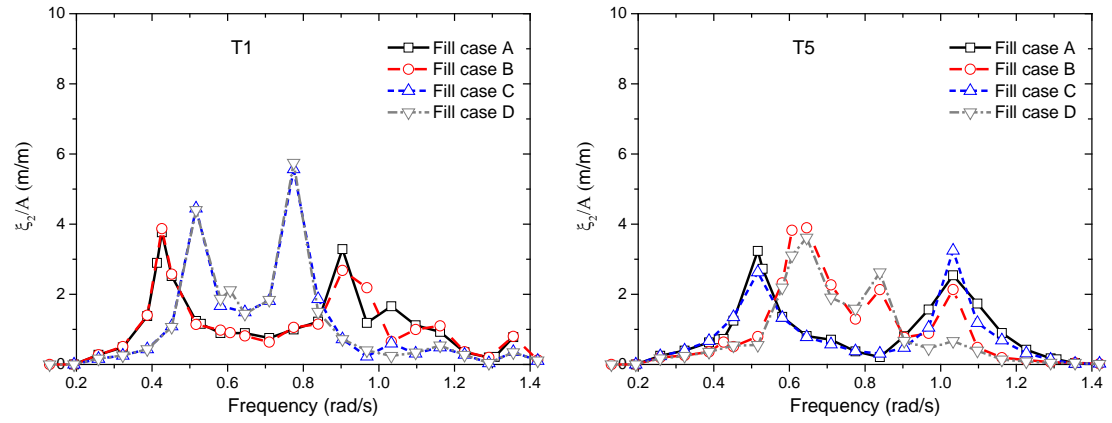 10
8
6
4
2
0
ξ₂/A (m/m)
T1
Fill case A
Fill case B
Fill case C
Fill case D
0.2 0.4 0.6 0.8 1.0 1.2 1.4
Frequency (rad/s)
10
8
6
4
2
0
ξ₂/A (m/m)
T5
Fill case A
Fill case B
Fill case C
Fill case D
0.2 0.4 0.6 0.8 1.0 1.2 1.4
Frequency (rad/s)